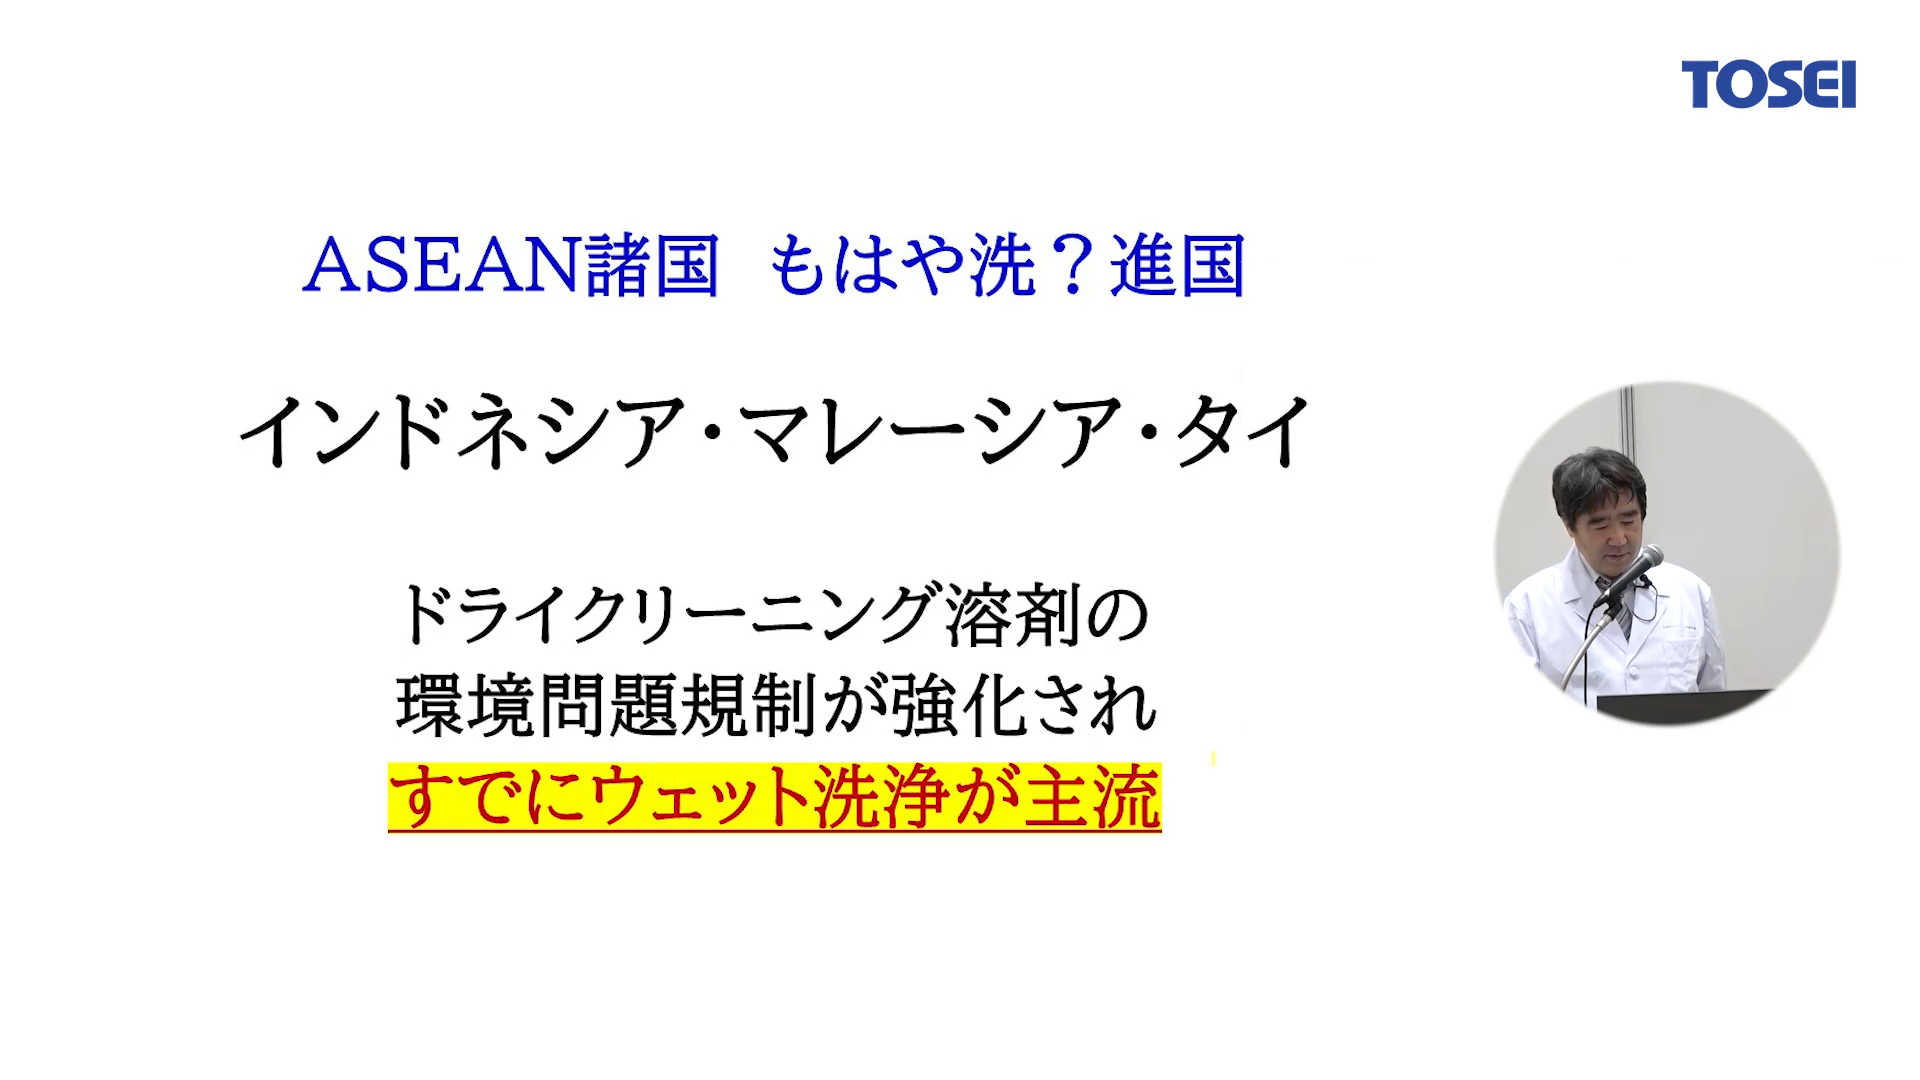 TOSEI
ASEAN諸国 もはや洗？進国
インドネシア・マレーシア・タイ
ドライクリーニング溶剤の
環境問題規制が強化され
すでにウェット洗浄が主流